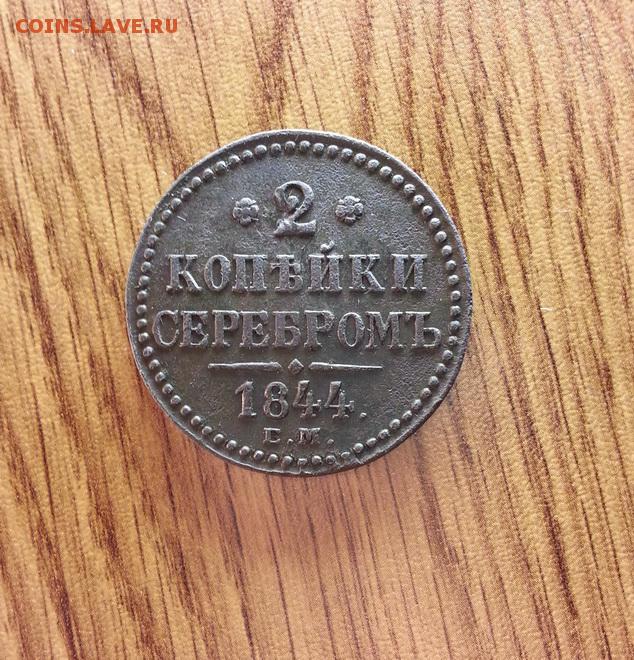 COINS.LAVE.RU
2
КОПѢЙКИ
СЕРЕБРОМЪ
1844.
Е.М.